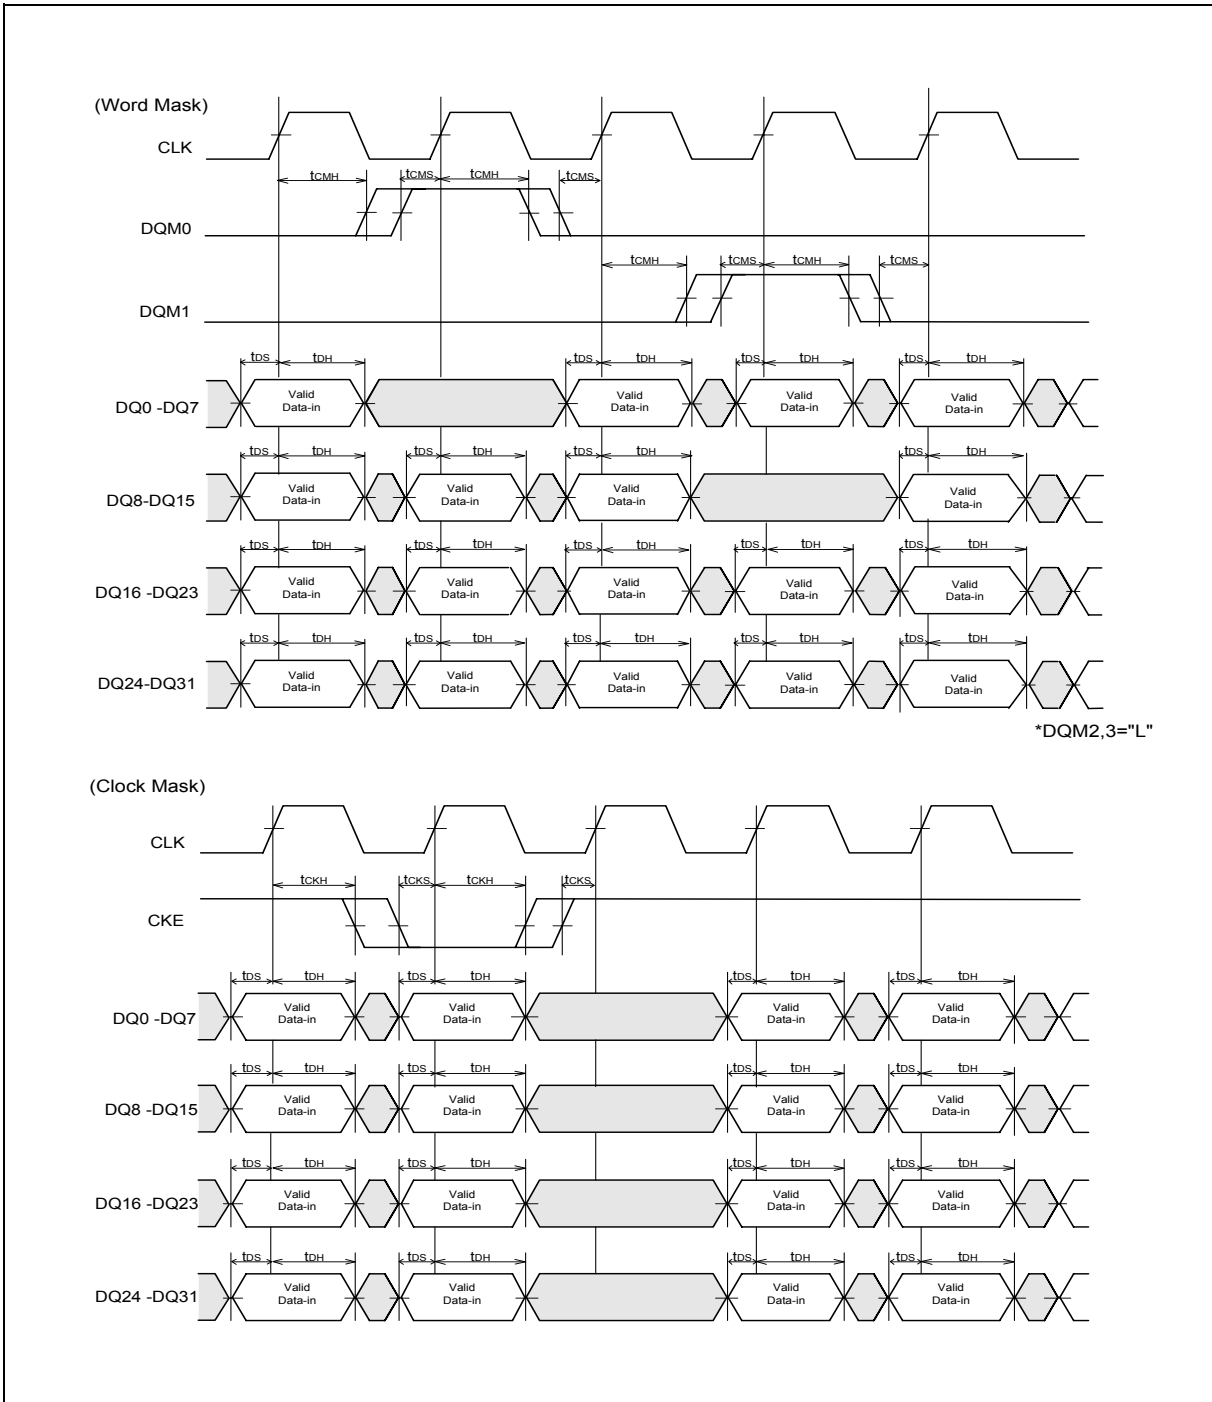 (Word Mask)
CLK
tCMH tCMS tCMH tCMS
DQM0
tCMH tCMS tCMH tCMS
DQM1
tDS tDH tDS tDH tDS tDH tDS tDH
DQ0 -DQ7 Valid Data-in Valid Data-in Valid Data-in Valid Data-in
tDS tDH tDS tDH tDS tDH tDS tDH
DQ8-DQ15 Valid Data-in Valid Data-in Valid Data-in Valid Data-in
tDS tDH tDS tDH tDS tDH tDS tDH tDS tDH
DQ16 -DQ23 Valid Data-in Valid Data-in Valid Data-in Valid Data-in Valid Data-in
tDS tDH tDS tDH tDS tDH tDS tDH tDS tDH
DQ24-DQ31 Valid Data-in Valid Data-in Valid Data-in Valid Data-in Valid Data-in
*DQM2,3="L"
(Clock Mask)
CLK
tCKH tCKS tCKH tCKS
CKE
tDS tDH tDS tDH tDS tDH tDS tDH
DQ0 -DQ7 Valid Data-in Valid Data-in Valid Data-in Valid Data-in
tDS tDH tDS tDH tDS tDH tDS tDH
DQ8 -DQ15 Valid Data-in Valid Data-in Valid Data-in Valid Data-in
tDS tDH tDS tDH tDS tDH tDS tDH
DQ16 -DQ23 Valid Data-in Valid Data-in Valid Data-in Valid Data-in
tDS tDH tDS tDH tDS tDH tDS tDH
DQ24 -DQ31 Valid Data-in Valid Data-in Valid Data-in Valid Data-in